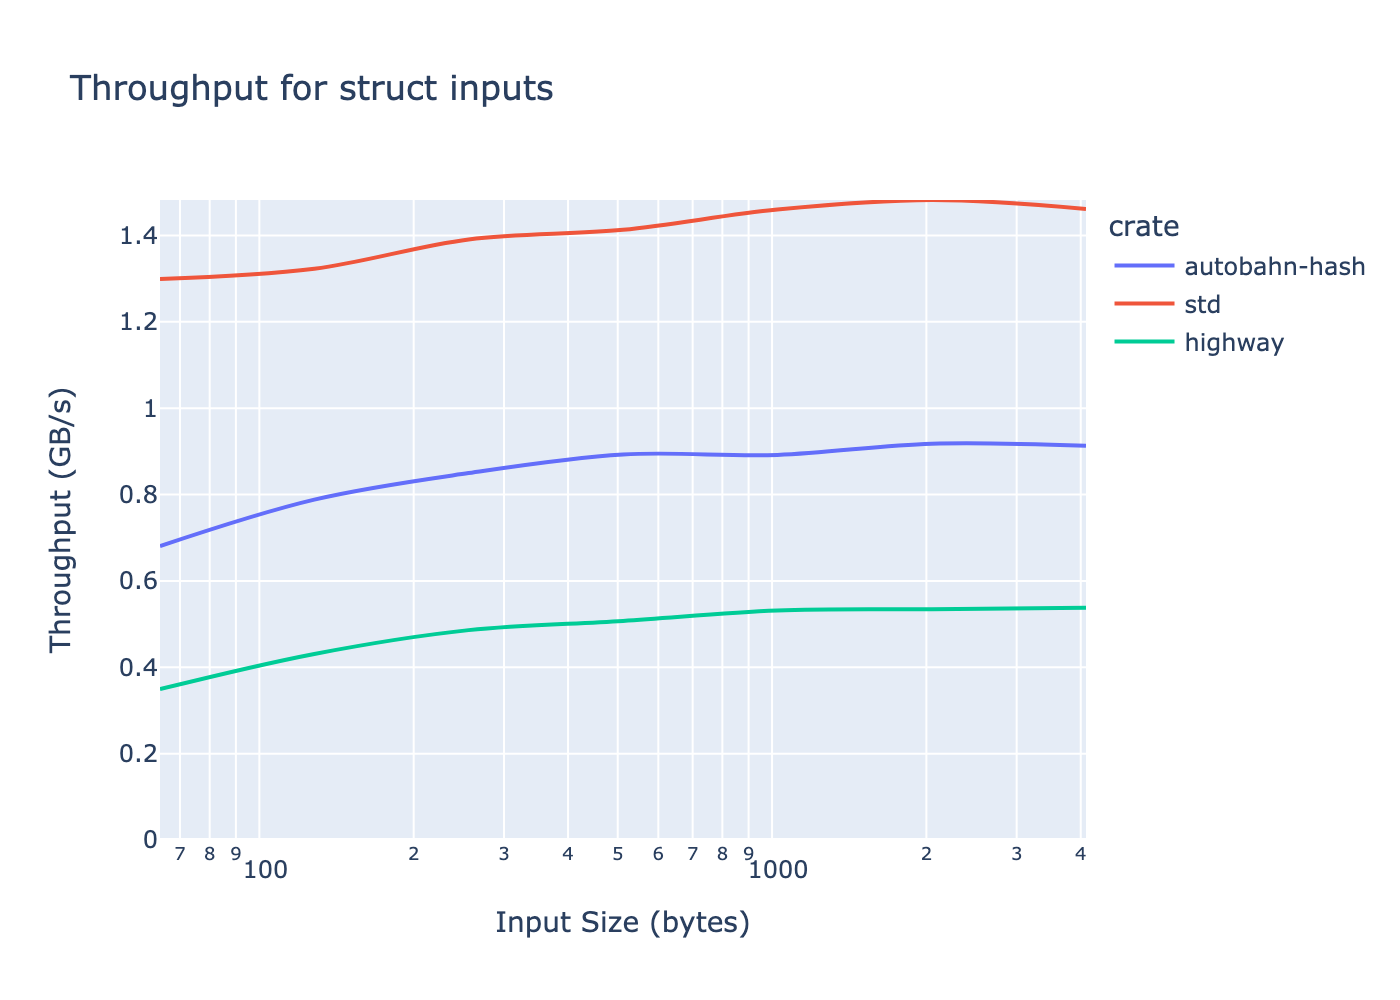 Throughput for struct inputs
crate
autobahn-hash
std
highway
Throughput (GB/s)
1.4
1.2
1
0.8
0.6
0.4
0.2
0
7 8 9 2 3 4 5 6 7 8 9 2 3 4
100 1000
Input Size (bytes)